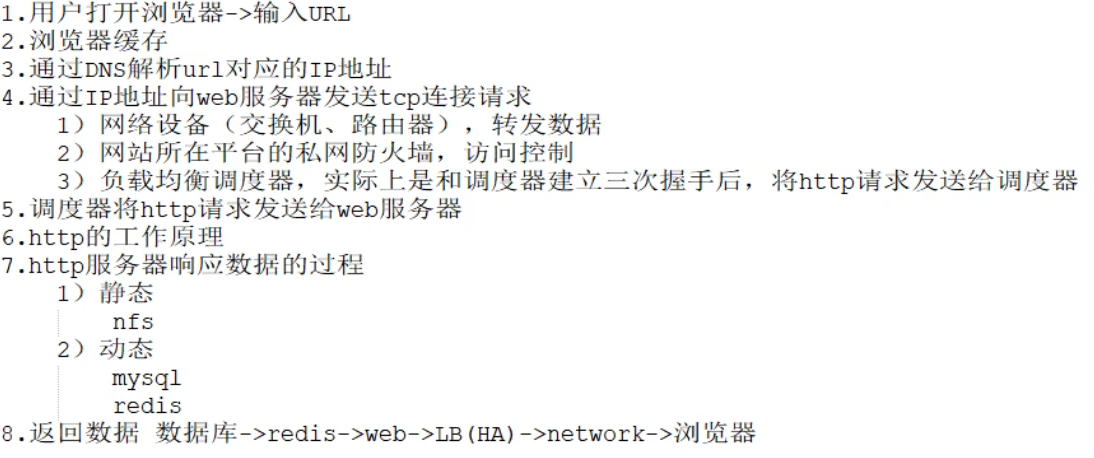 1.用户打开浏览器->输入URL
2.浏览器缓存
3.通过DNS解析url对应的IP地址
4.通过IP地址向web服务器发送tcp连接请求
1）网络设备（交换机、路由器），转发数据
2）网站所在平台的私网防火墙，访问控制
3）负载均衡调度器，实际上是和调度器建立三次握手后，将http请求发送给调度器
5.调度器将http请求发送给web服务器
6.http的工作原理
7.http服务器响应数据的过程
1）静态
nfs
2）动态
mysql
redis
8.返回数据 数据库->redis->web->LB(HA)->network->浏览器